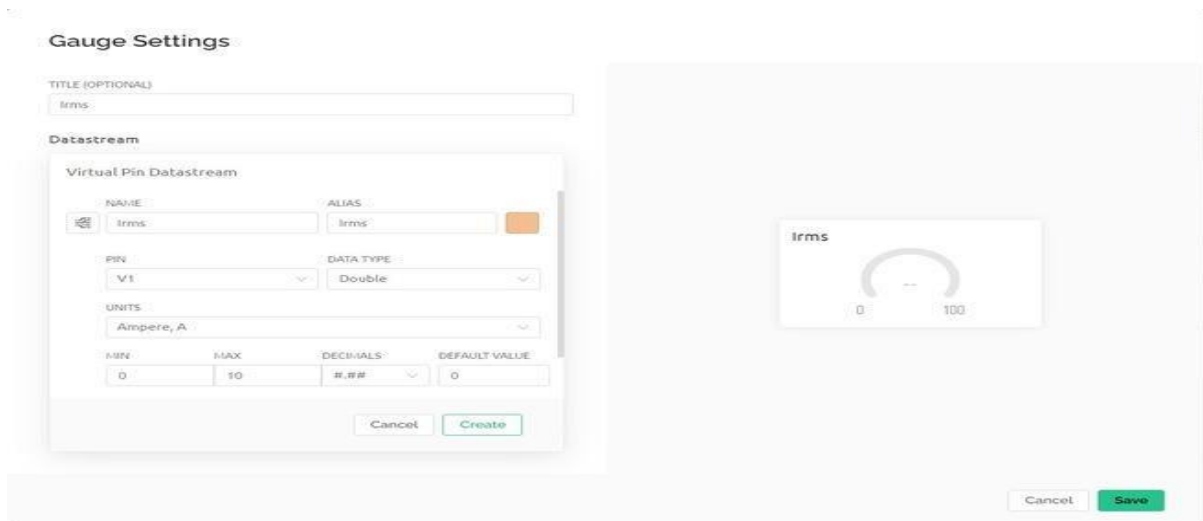 Gauge Settings
TITLE (OPTIONAL)
Irms
Datastream
Virtual Pin Datastream
NAME ALIAS
Irms Irms
PIN DATA TYPE
V1 Double
UNITS
Ampere, A
MIN MAX DECIMALS DEFAULT VALUE
0 10 #.## 0
Cancel Create
Irms
--
0 100
Cancel Save